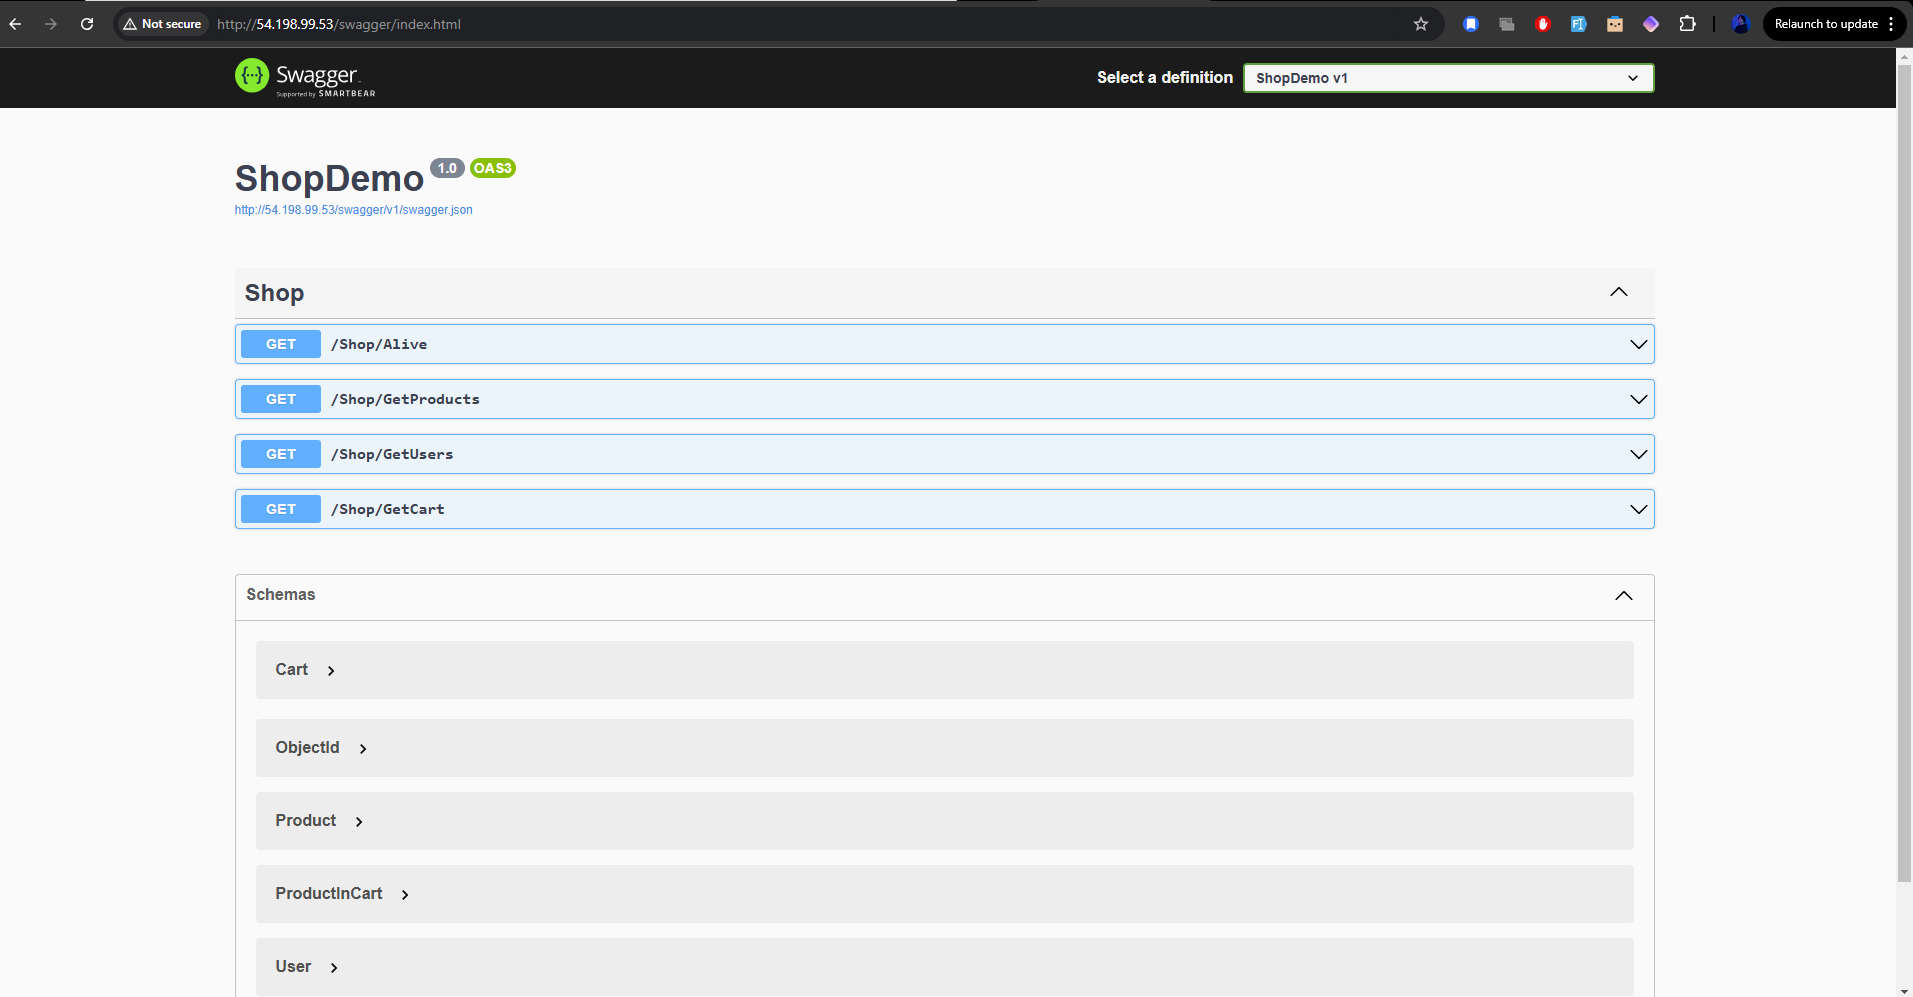 Not secure http://54.198.99.53/swagger/index.html Relaunch to update
Swagger.
Supported by SMARTBEAR
Select a definition ShopDemo v1
ShopDemo 1.0 OAS3
http://54.198.99.53/swagger/v1/swagger.json
Shop
GET /Shop/Alive
GET /Shop/GetProducts
GET /Shop/GetUsers
GET /Shop/GetCart
Schemas
Cart
ObjectId
Product
ProductInCart
User